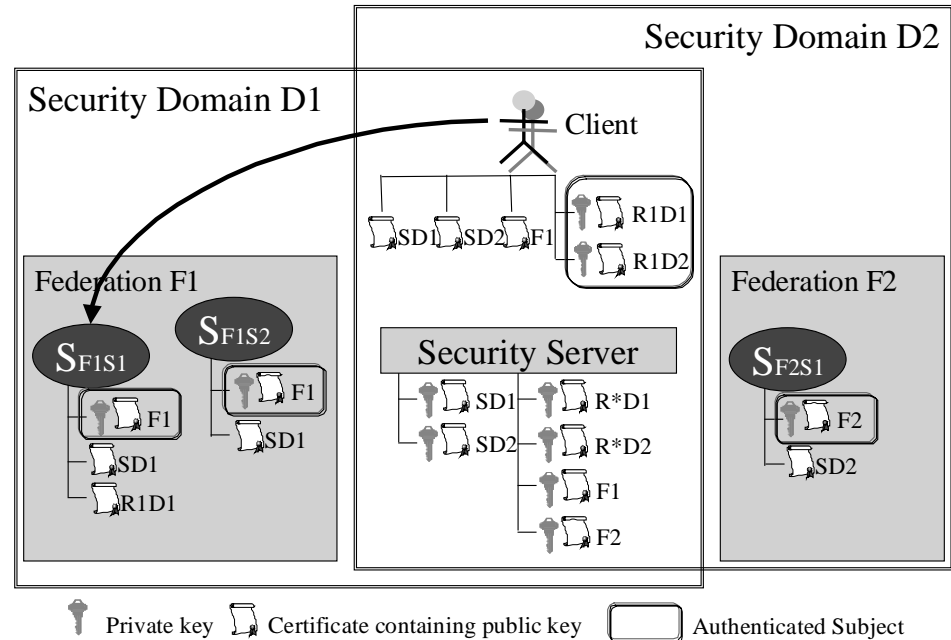 Security Domain D2
Security Domain D1
Client
SD1 SD2 F1
R1D1
R1D2
Federation F1
SF1S1
F1
SD1
R1D1
SF1S2
F1
SD1
Security Server
SD1 R*D1
SD2 R*D2
F1
F2
Federation F2
SF2S1
F2
SD2
Private key Certificate containing public key Authenticated Subject